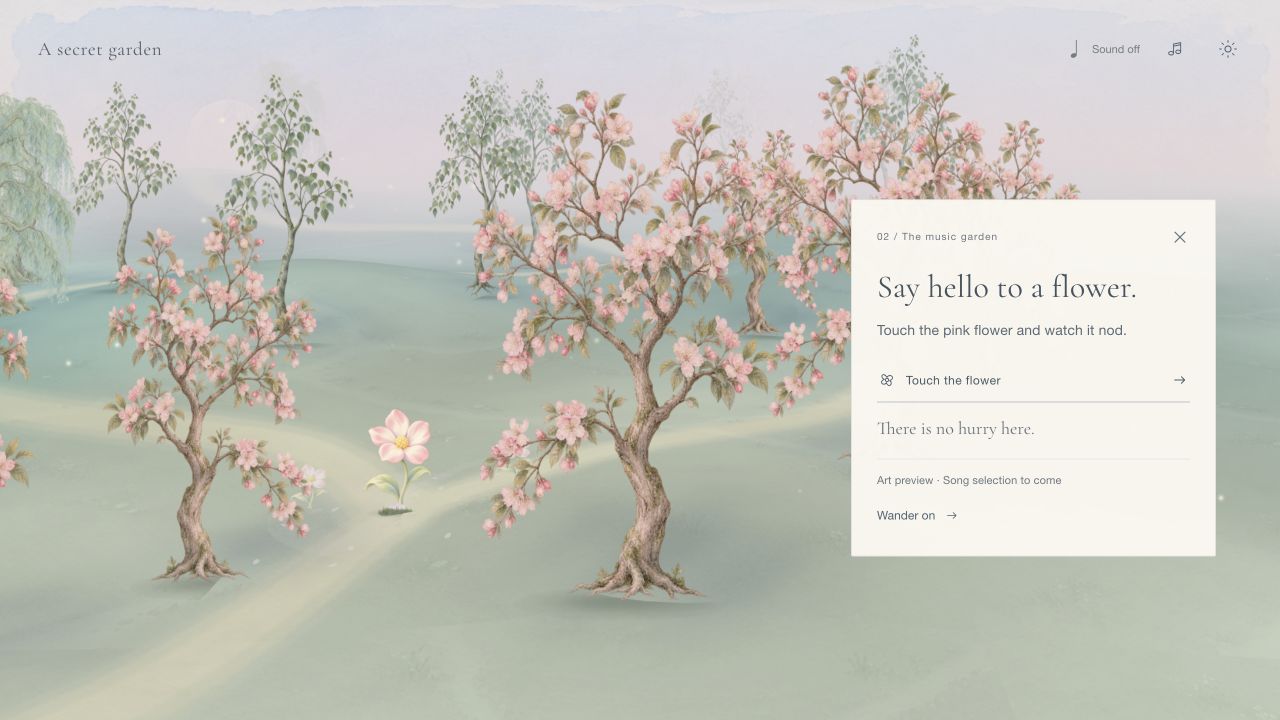 A secret garden
Sound off
02 / The music garden
Say hello to a flower.
Touch the pink flower and watch it nod.
Touch the flower
There is no hurry here.
Art preview · Song selection to come
Wander on